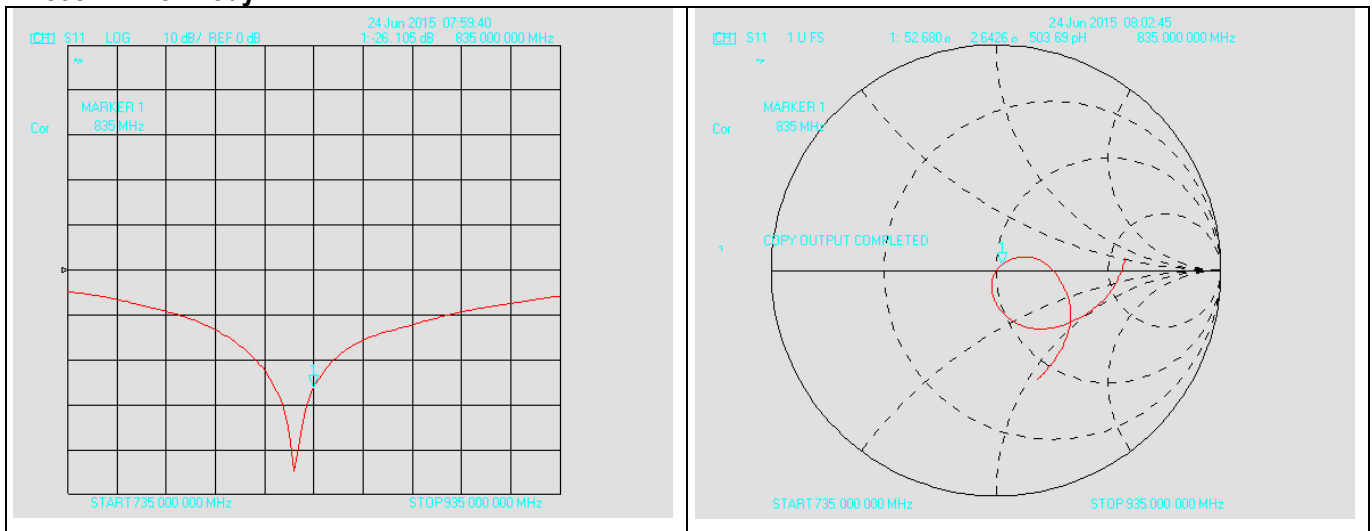 24 Jun 2015 07:59:40
CH1 S11 LOG 10 dB/ REF 0 dB 1:-26.105 dB 835.000 000 MHz
MARKER 1
835 MHz
Cor
1
START 735.000 000 MHz STOP 935.000 000 MHz
24 Jun 2015 08:02:45
CH1 S11 1 U FS 1: 52.680 o 2.6426 o 503.69 pH 835.000 000 MHz
MARKER 1
835 MHz
Cor
COPY OUTPUT COMPLETED
1
1
START 735.000 000 MHz STOP 935.000 000 MHz